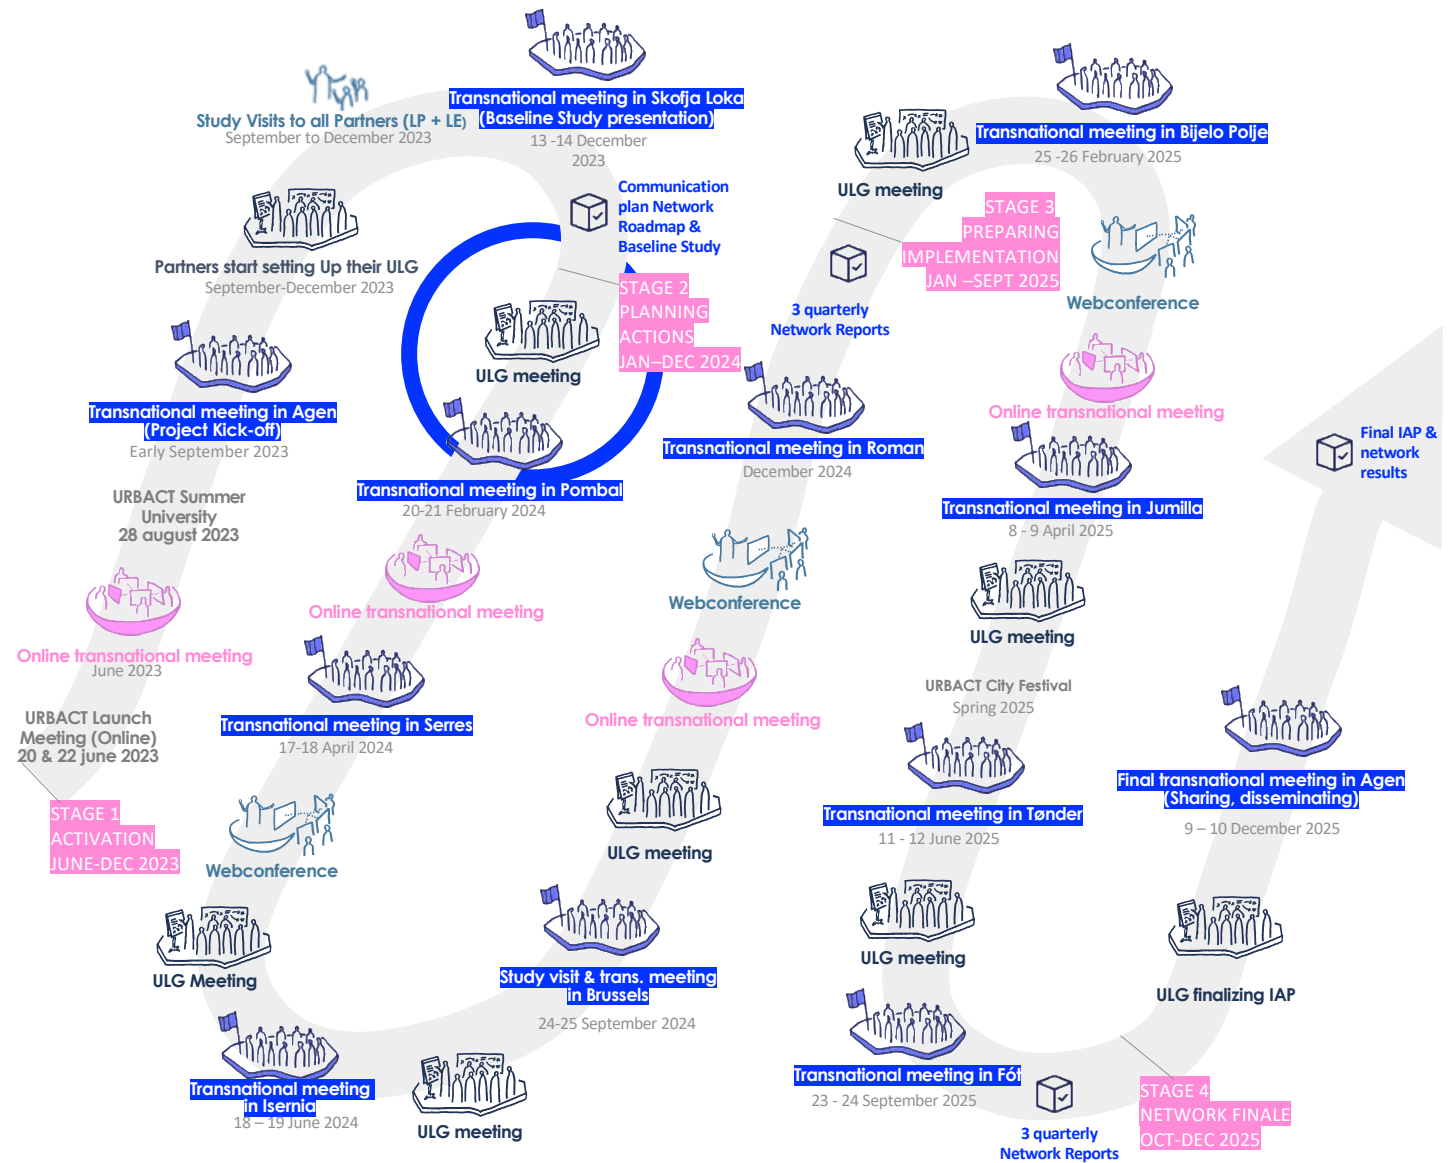 URBACT Launch
Meeting (Online)
20 & 22 june 2023
STAGE 1
ACTIVATION
JUNE-DEC 2023
Online transnational meeting
June 2023
URBACT Summer
University
28 august 2023
Transnational meeting in Agen
(Project Kick-off)
Early September 2023
Partners start setting Up their ULG
September-December 2023
Study Visits to all Partners (LP + LE)
September to December 2023
Transnational meeting in Skofja Loka
(Baseline Study presentation)
13 -14 December
2023
Communication
plan Network
Roadmap &
Baseline Study
STAGE 2
PLANNING
ACTIONS
JAN–DEC 2024
ULG meeting
Transnational meeting in Pombal
20-21 February 2024
Online transnational meeting
Transnational meeting in Serres
17-18 April 2024
Webconference
ULG Meeting
Transnational meeting
in Isernia
18 – 19 June 2024
ULG meeting
Study visit & trans. meeting
in Brussels
24-25 September 2024
ULG meeting
Online transnational meeting
Webconference
Transnational meeting in Roman
December 2024
3 quarterly
Network Reports
STAGE 3
PREPARING
IMPLEMENTATION
JAN –SEPT 2025
ULG meeting
Transnational meeting in Bijelo Polje
25 -26 February 2025
Webconference
Online transnational meeting
Transnational meeting in Jumilla
8 - 9 April 2025
ULG meeting
URBACT City Festival
Spring 2025
Transnational meeting in Tønder
11 - 12 June 2025
ULG meeting
Transnational meeting in Fót
23 - 24 September 2025
3 quarterly
Network Reports
STAGE 4
NETWORK FINALE
OCT-DEC 2025
ULG finalizing IAP
Final transnational meeting in Agen
(Sharing, disseminating)
9 – 10 December 2025
Final IAP &
network
results